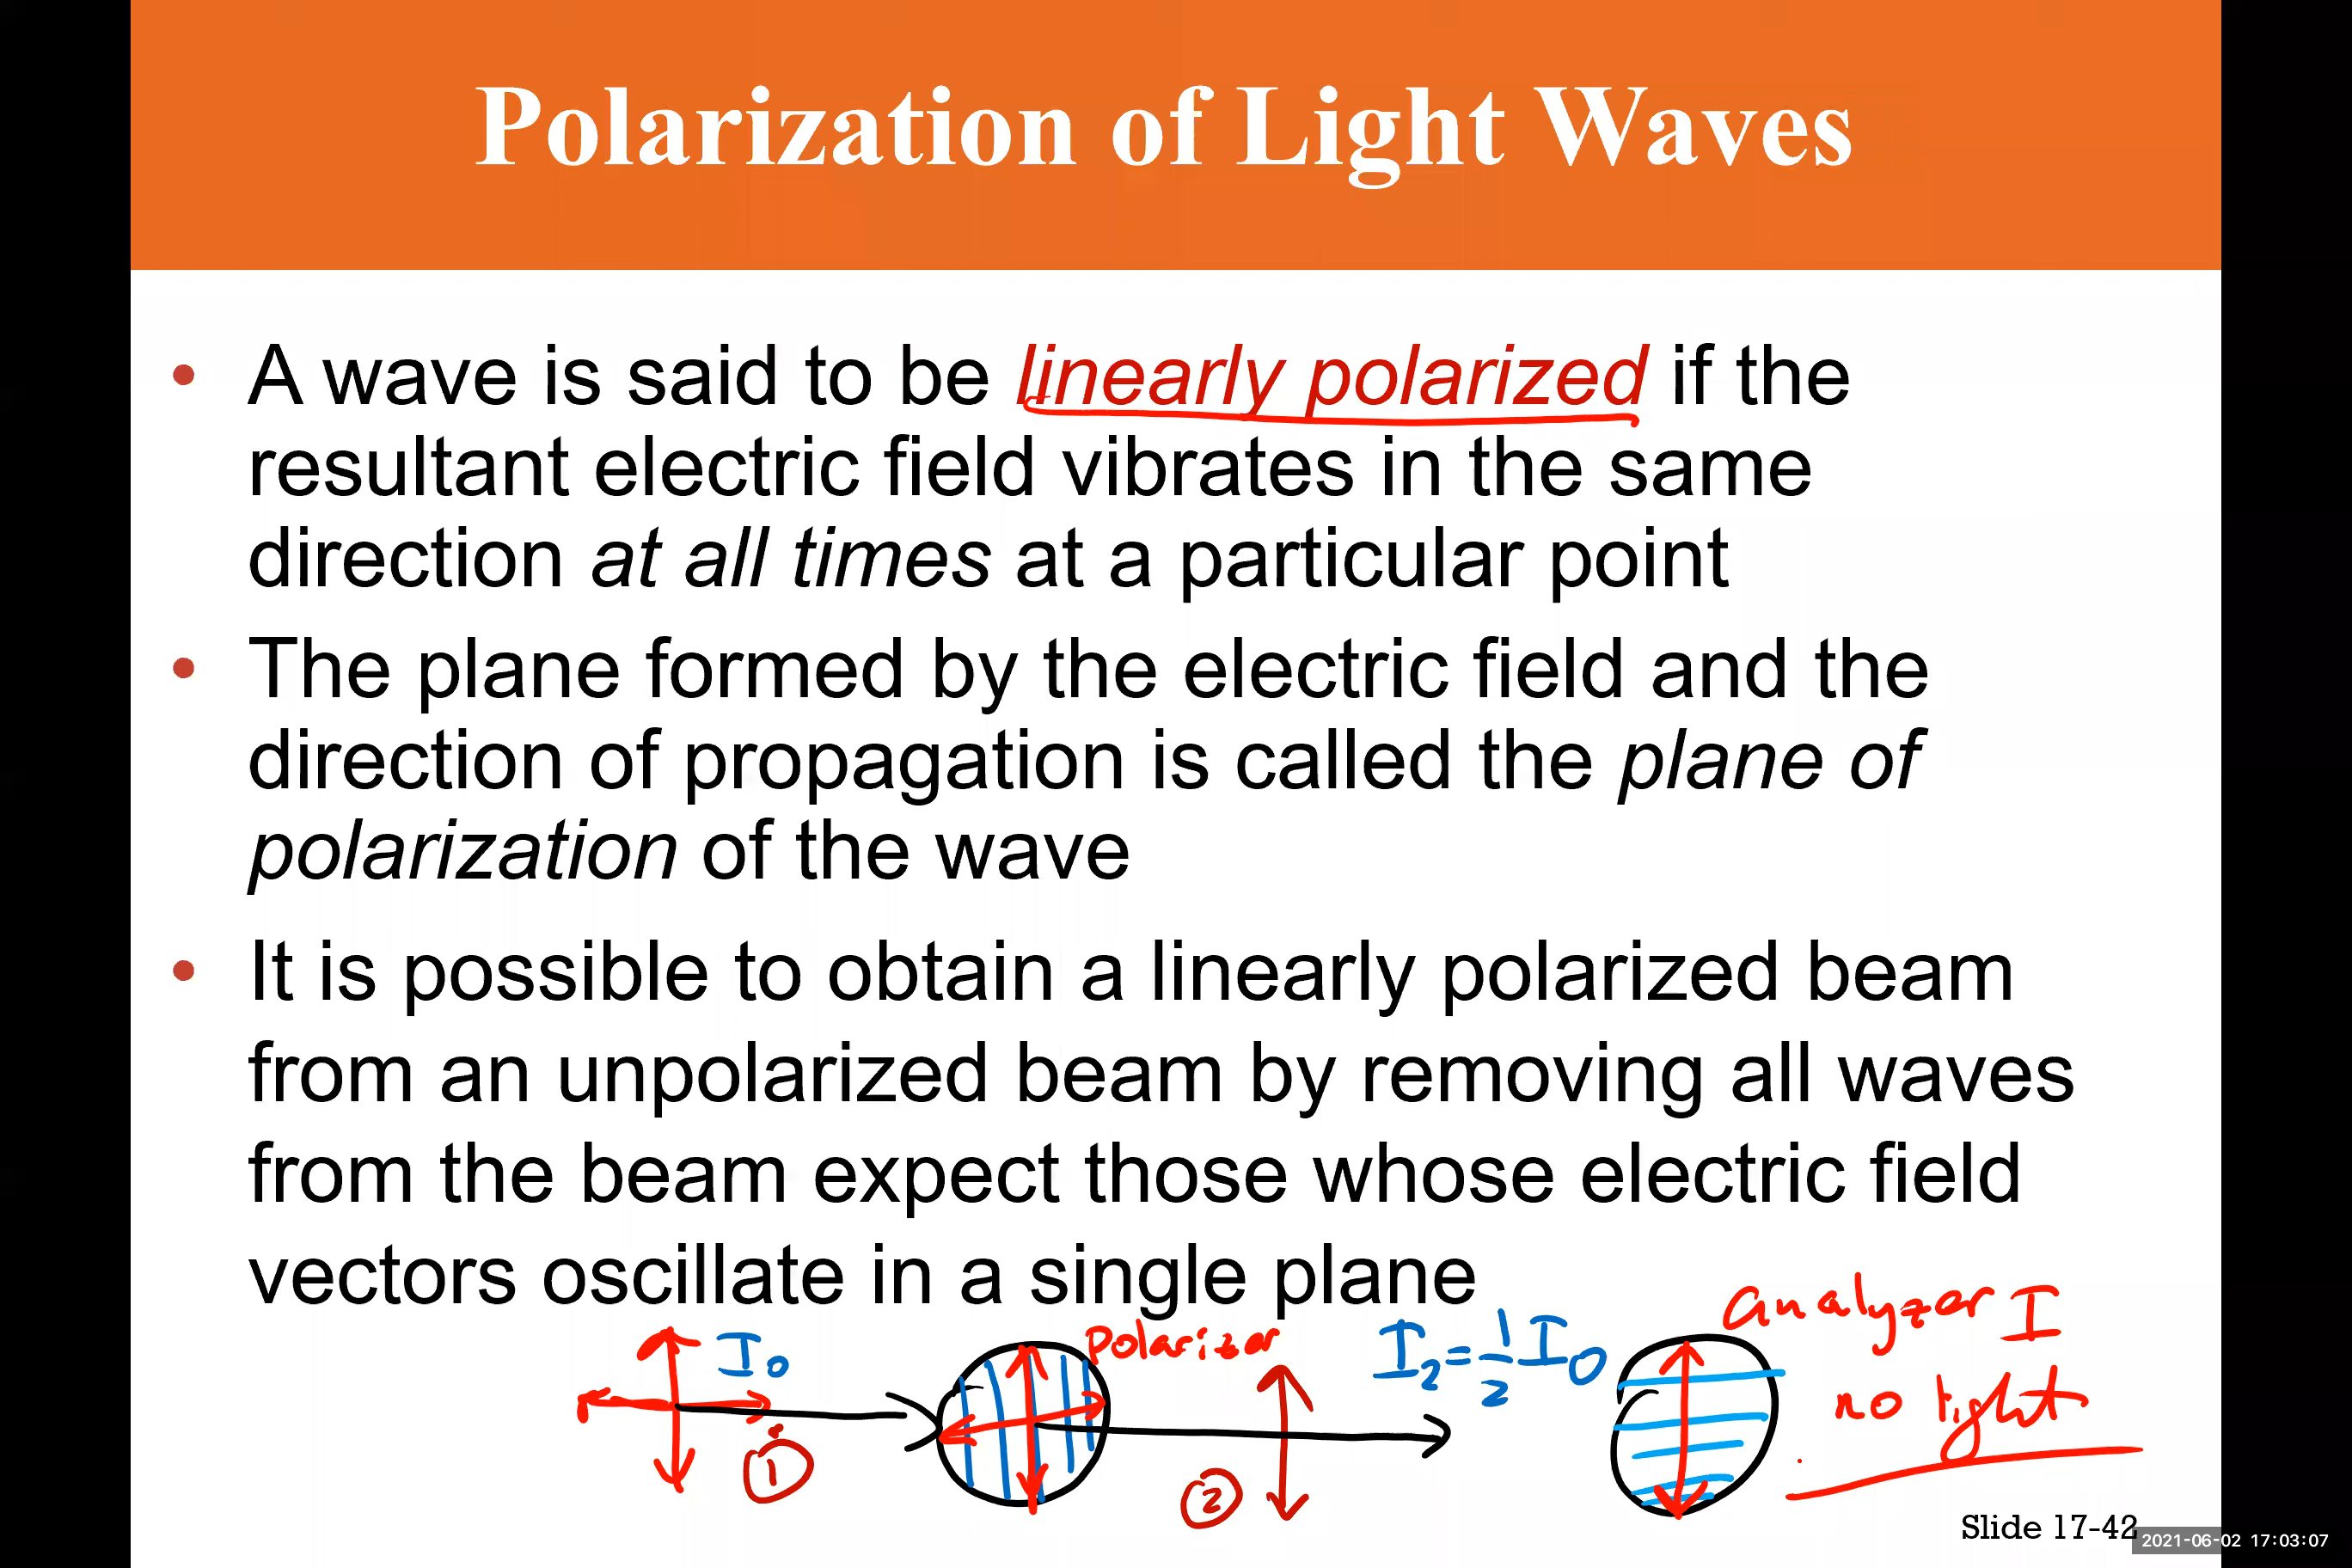 Polarization of Light Waves
• A wave is said to be linearly polarized if the
resultant electric field vibrates in the same
direction at all times at a particular point
• The plane formed by the electric field and the
direction of propagation is called the plane of
polarization of the wave
• It is possible to obtain a linearly polarized beam
from an unpolarized beam by removing all waves
from the beam expect those whose electric field
vectors oscillate in a single plane
I₀
Polarizer
I₂ = 1/2 I₀
analyzer I
no light
1
2
Slide 17-42
2021-06-02 17:03:07